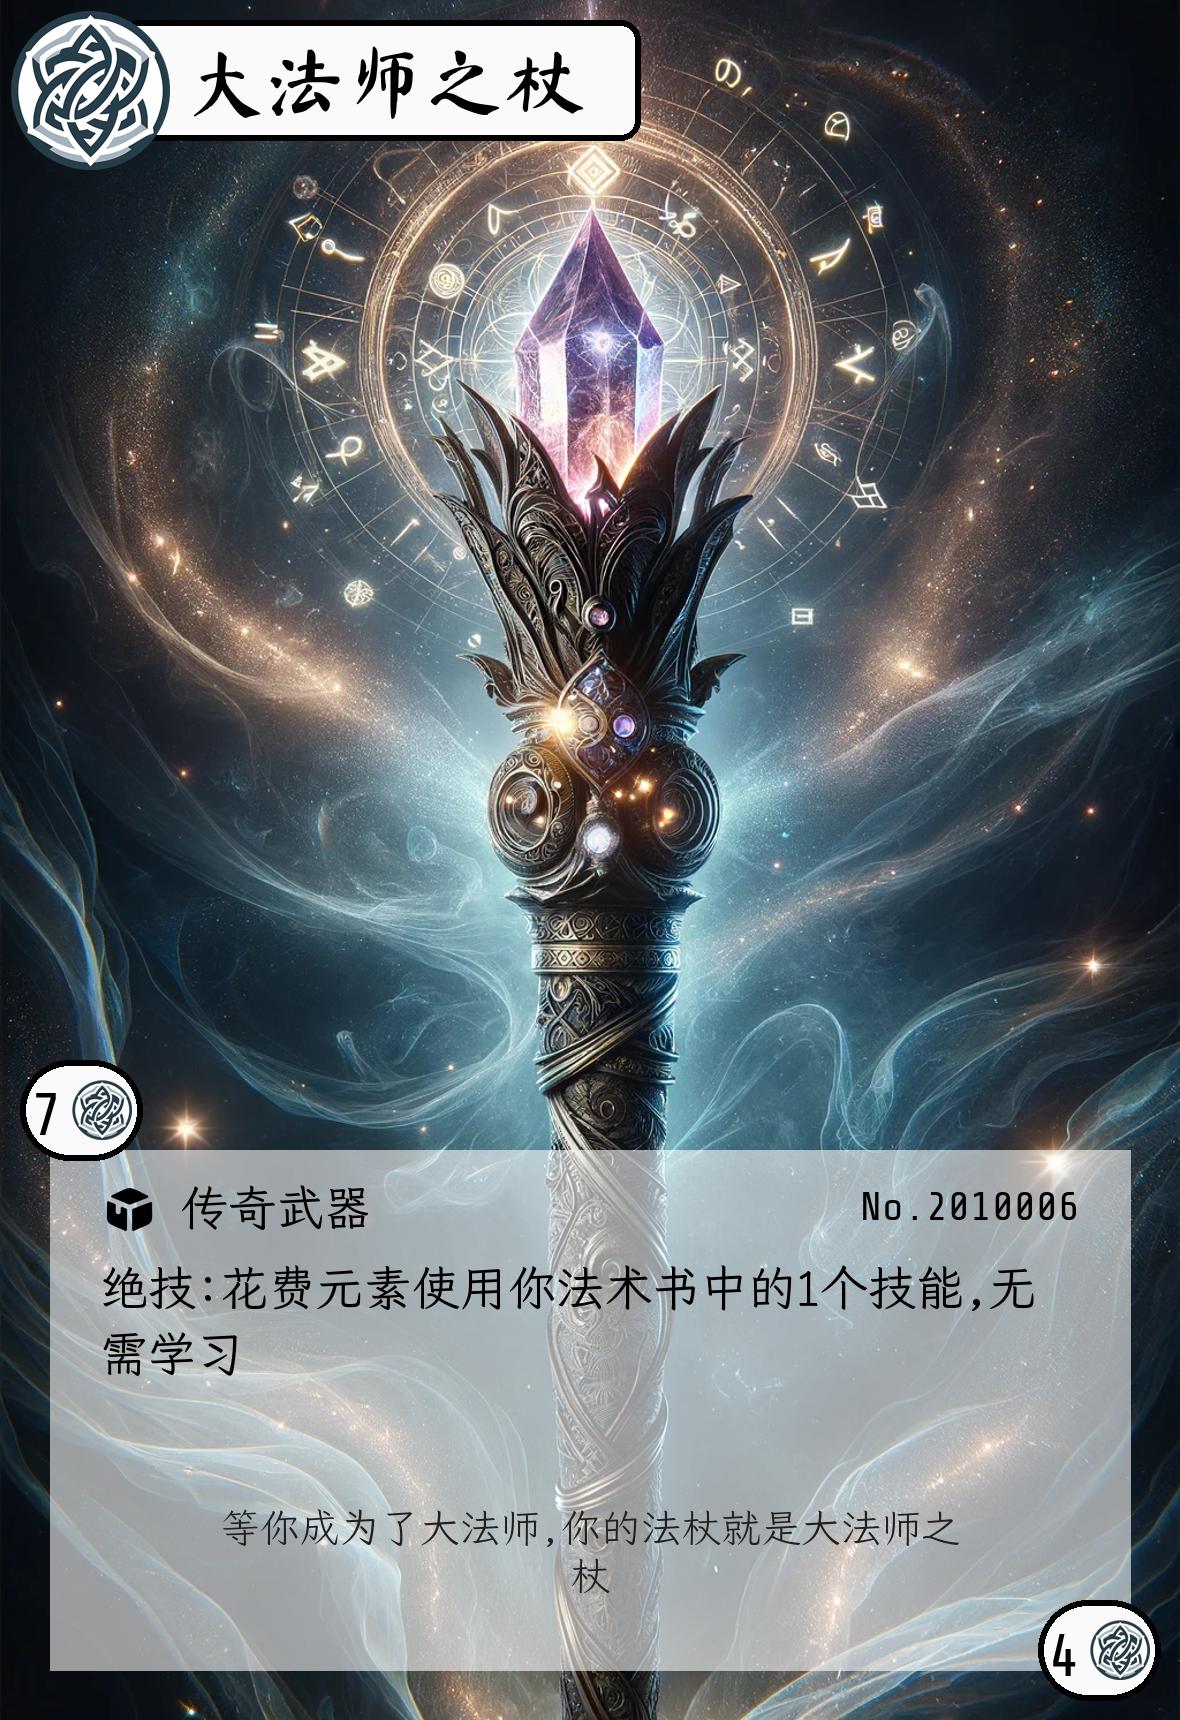 大法师之杖
7
传奇武器
No.2010006
绝技:花费元素使用你法术书中的1个技能,无
需学习
等你成为了大法师,你的法杖就是大法师之
杖
4